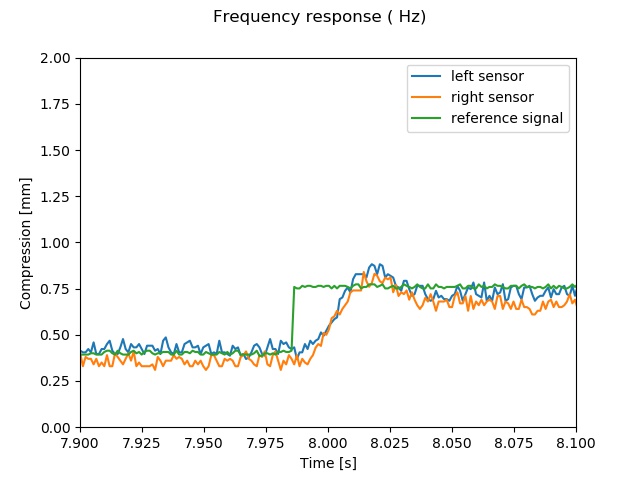 Frequency response ( Hz)
2.00
1.75
1.50
1.25
1.00
0.75
0.50
0.25
0.00
Compression [mm]
left sensor
right sensor
reference signal
7.900 7.925 7.950 7.975 8.000 8.025 8.050 8.075 8.100
Time [s]